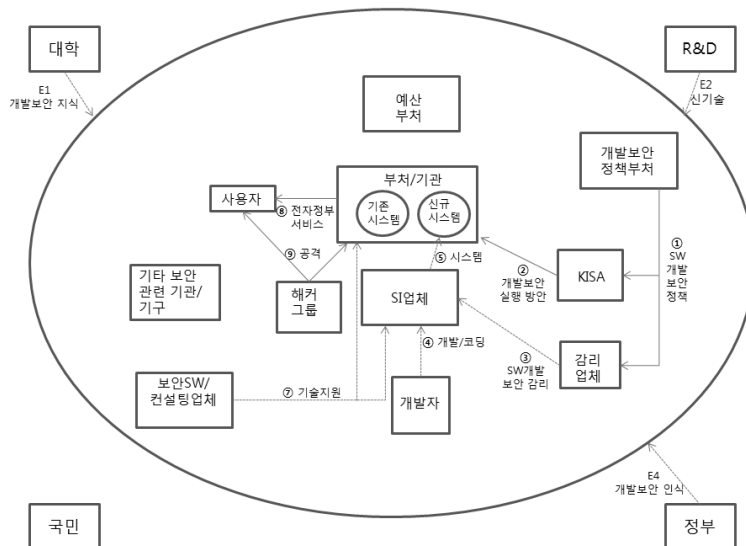 대학
R&D
E1
개발보안 지식
E2
신기술
예산
부처
개발보안
정책부처
부처/기관
사용자
기존
시스템
신규
시스템
⑧ 전자정부
서비스
①
SW
개발
보안
정책
⑨ 공격
⑤ 시스템
②
개발보안
실행 방안
KISA
기타 보안
관련 기관/
기구
해커
그룹
SI업체
④ 개발/코딩
③
SW개발
보안 감리
감리
업체
보안SW/
컨설팅업체
⑦ 기술지원
개발자
E4
개발보안 인식
국민
정부